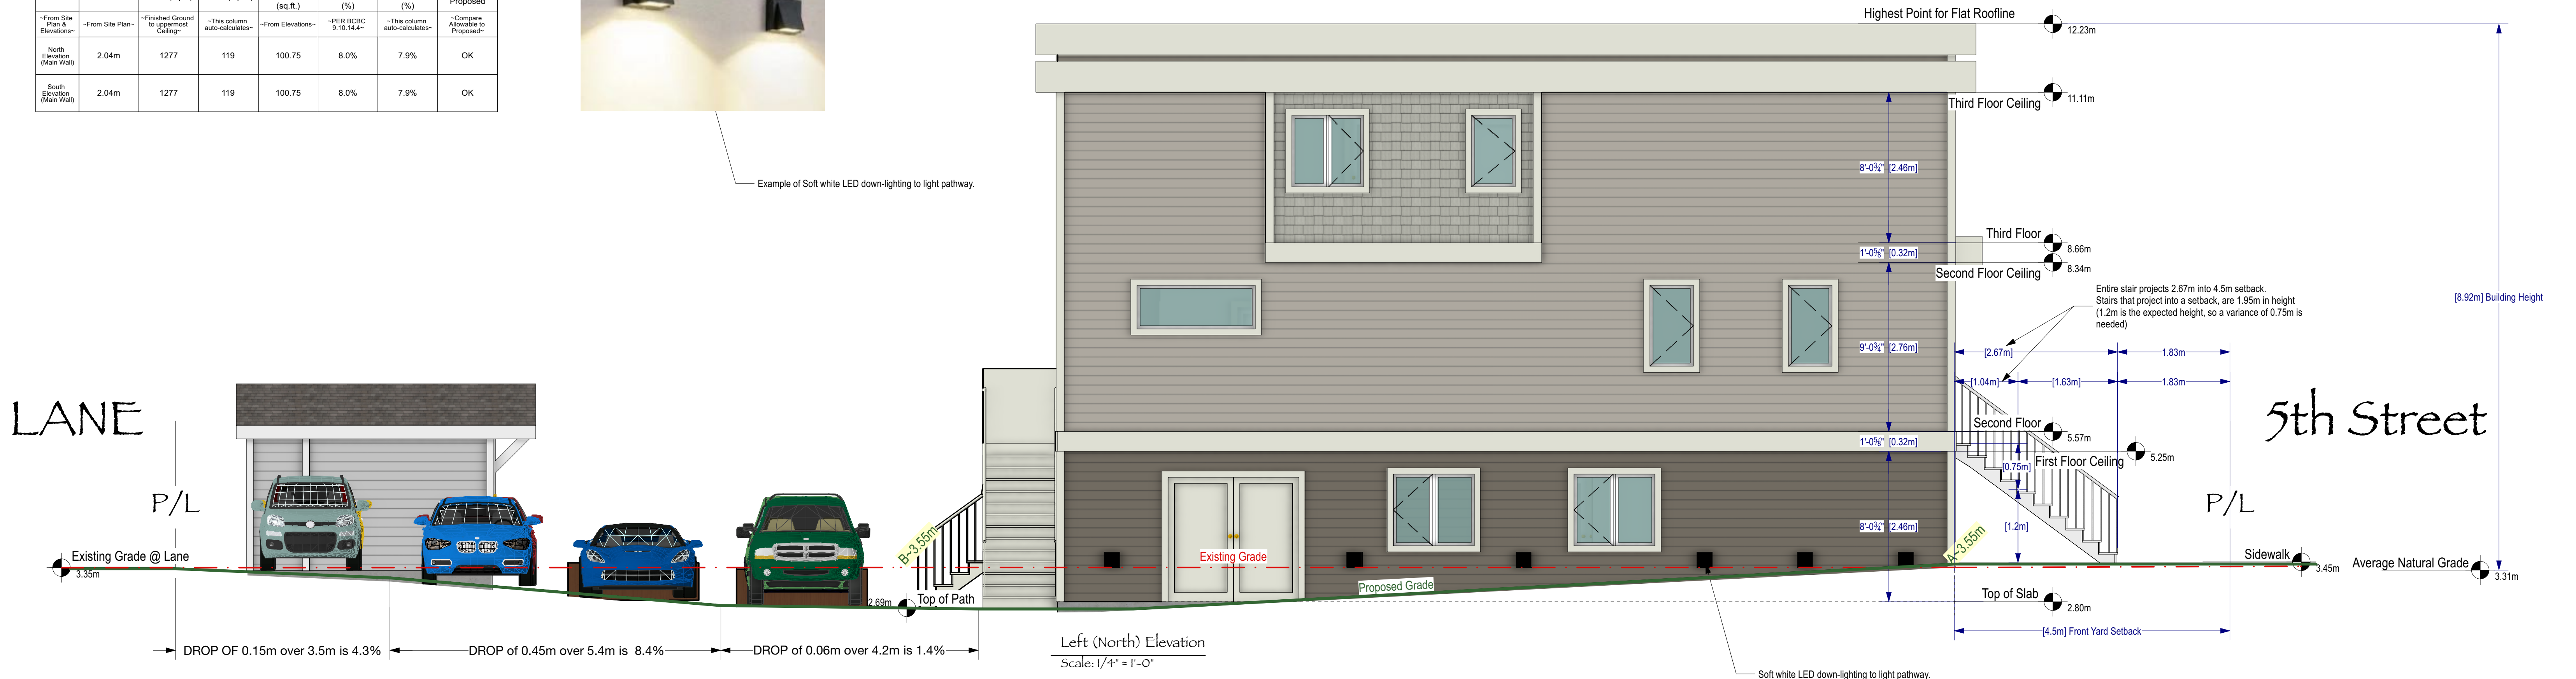 Proposed
(sq.ft.)
(%)
(%)
~From Site
Plan &
Elevations~
~From Site Plan~
~Finished Ground
to uppermost
Ceiling~
~This column
auto-calculates~
~From Elevations~
~PER BCBC
9.10.14.4~
~This column
auto-calculates~
~Compare
Allowable to
Proposed~
North
Elevation
(Main Wall)
2.04m
1277
119
100.75
8.0%
7.9%
OK
South
Elevation
(Main Wall)
2.04m
1277
119
100.75
8.0%
7.9%
OK
Example of Soft white LED down-lighting to light pathway.
Highest Point for Flat Roofline
12.23m
Third Floor Ceiling
11.11m
8'-0¾" [2.46m]
Third Floor
8.66m
1'-0⅝" [0.32m]
Second Floor Ceiling
8.34m
Entire stair projects 2.67m into 4.5m setback.
Stairs that project into a setback, are 1.95m in height
(1.2m is the expected height, so a variance of 0.75m is
needed)
[8.92m] Building Height
9'-0¾" [2.76m]
[2.67m]
1.83m
[1.04m]
[1.63m]
1.83m
LANE
5th Street
Second Floor
5.57m
1'-0⅝" [0.32m]
First Floor Ceiling
5.25m
[0.75m]
P/L
P/L
8'-0¾" [2.46m]
[1.2m]
B~3.55m
A~3.55m
Existing Grade @ Lane
3.35m
Existing Grade
Sidewalk
3.45m
Average Natural Grade
3.31m
Proposed Grade
2.69m
Top of Path
Top of Slab
2.80m
[4.5m] Front Yard Setback
DROP OF 0.15m over 3.5m is 4.3%
DROP of 0.45m over 5.4m is 8.4%
DROP of 0.06m over 4.2m is 1.4%
Left (North) Elevation
Scale: 1/4" = 1'-0"
Soft white LED down-lighting to light pathway.